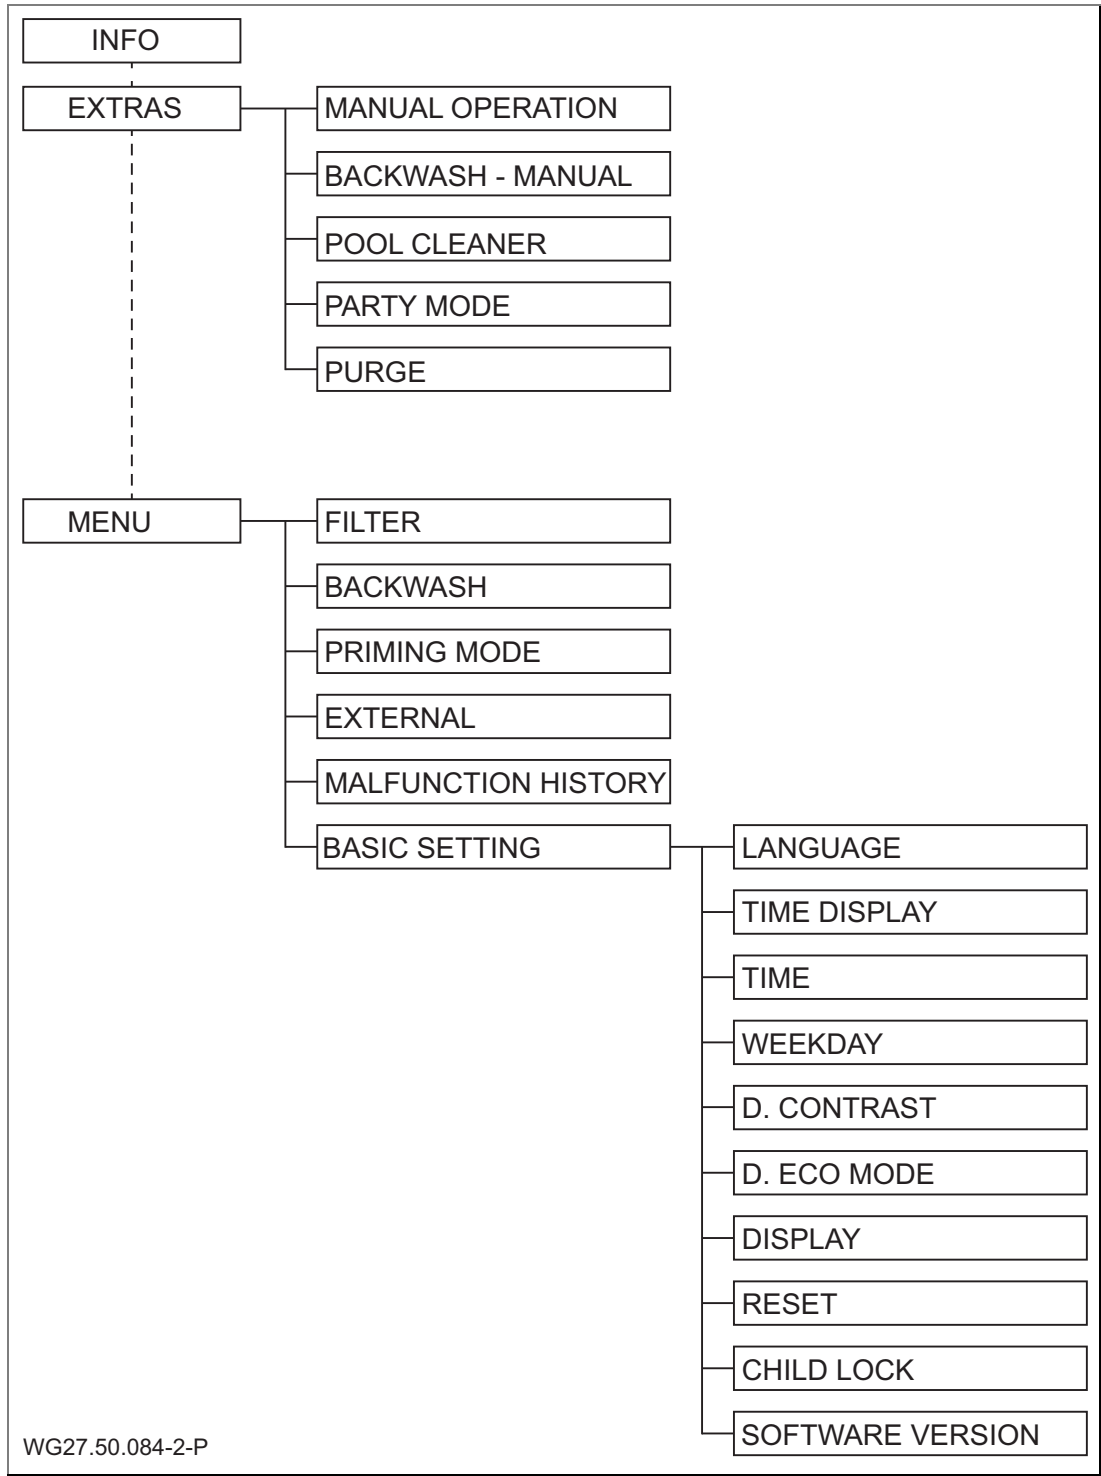 INFO
EXTRAS
MANUAL OPERATION
BACKWASH - MANUAL
POOL CLEANER
PARTY MODE
PURGE
MENU
FILTER
BACKWASH
PRIMING MODE
EXTERNAL
MALFUNCTION HISTORY
BASIC SETTING
LANGUAGE
TIME DISPLAY
TIME
WEEKDAY
D. CONTRAST
D. ECO MODE
DISPLAY
RESET
CHILD LOCK
SOFTWARE VERSION
WG27.50.084-2-P